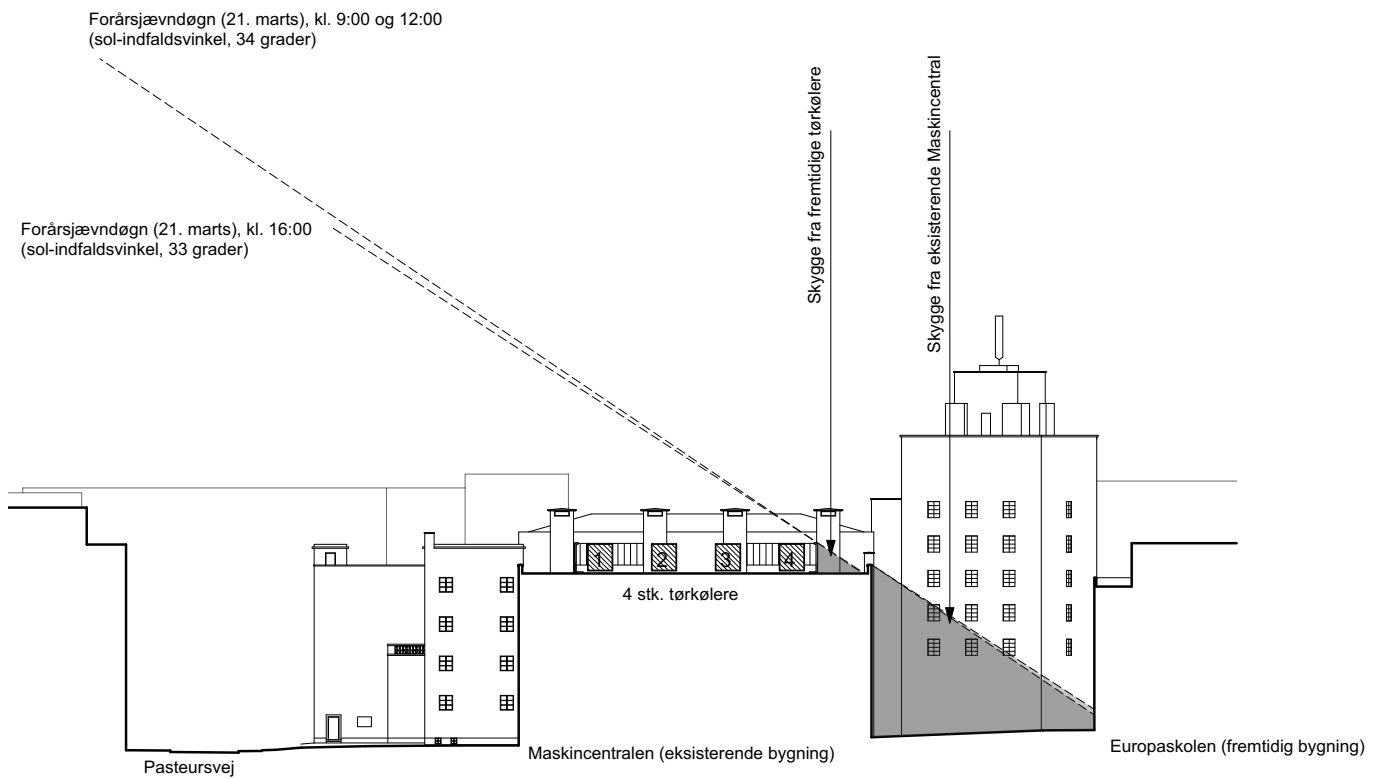 Forårsjævndøgn (21. marts), kl. 9:00 og 12:00
(sol-indfaldsvinkel, 34 grader)
Skygge fra fremtidige tørkølere
Skygge fra eksisterende Maskincentral
Forårsjævndøgn (21. marts), kl. 16:00
(sol-indfaldsvinkel, 33 grader)
1 2 3 4
4 stk. tørkølere
Maskincentralen (eksisterende bygning)
Europaskolen (fremtidig bygning)
Pasteursvej